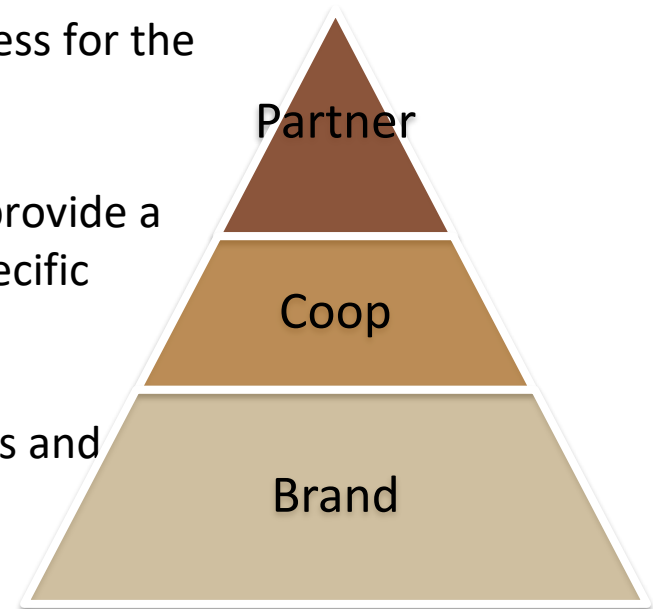 ess for the
Partner
provide a
ecific
Coop
s and
Brand